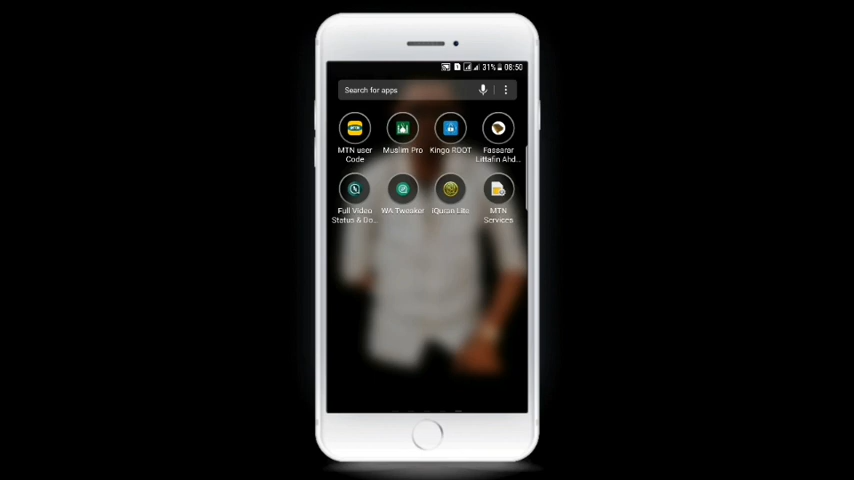 31% 08:50
Search for apps
MTN user Code
Muslim Pro
Kingo ROOT
Fassarar Littafin Ahd...
Full Video Status & Do...
WA Tweaker
iQuran Lite
MTN Services